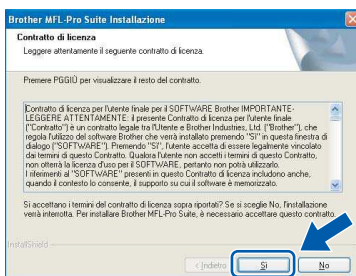 Brother MFL-Pro Suite Installazione
Contratto di licenza
Leggere attentamente il seguente contratto di licenza.
Premere PGGIÙ per visualizzare il resto del contratto.
Contratto di licenza per l'utente finale per il SOFTWARE Brother IMPORTANTE-
LEGGERE ATTENTAMENTE: il presente Contratto di licenza per l'utente finale
("Contratto") è un contratto legale tra l'Utente e Brother Industries, Ltd. ("Brother"), che
regola l'utilizzo del software Brother che verrà installato premendo "Sì" in questa finestra di
dialogo ("SOFTWARE"). Premendo "Sì", l'utente accetta di essere legalmente vincolato
dai termini di questo Contratto. Qualora l'utente non accetti i termini di questo Contratto,
non otterrà la licenza d'uso per il SOFTWARE, pertanto non potrà utilizzarlo.
I riferimenti al "SOFTWARE" presenti in questo Contratto di licenza includono anche,
quando il contesto lo consente, il supporto su cui il software è memorizzato.
Si accettano i termini del contratto di licenza sopra riportati? Se si sceglie No, l'installazione
verrà interrotta. Per installare Brother MFL-Pro Suite, è necessario accettare questo contratto.
InstallShield
< Indietro
Sì
No